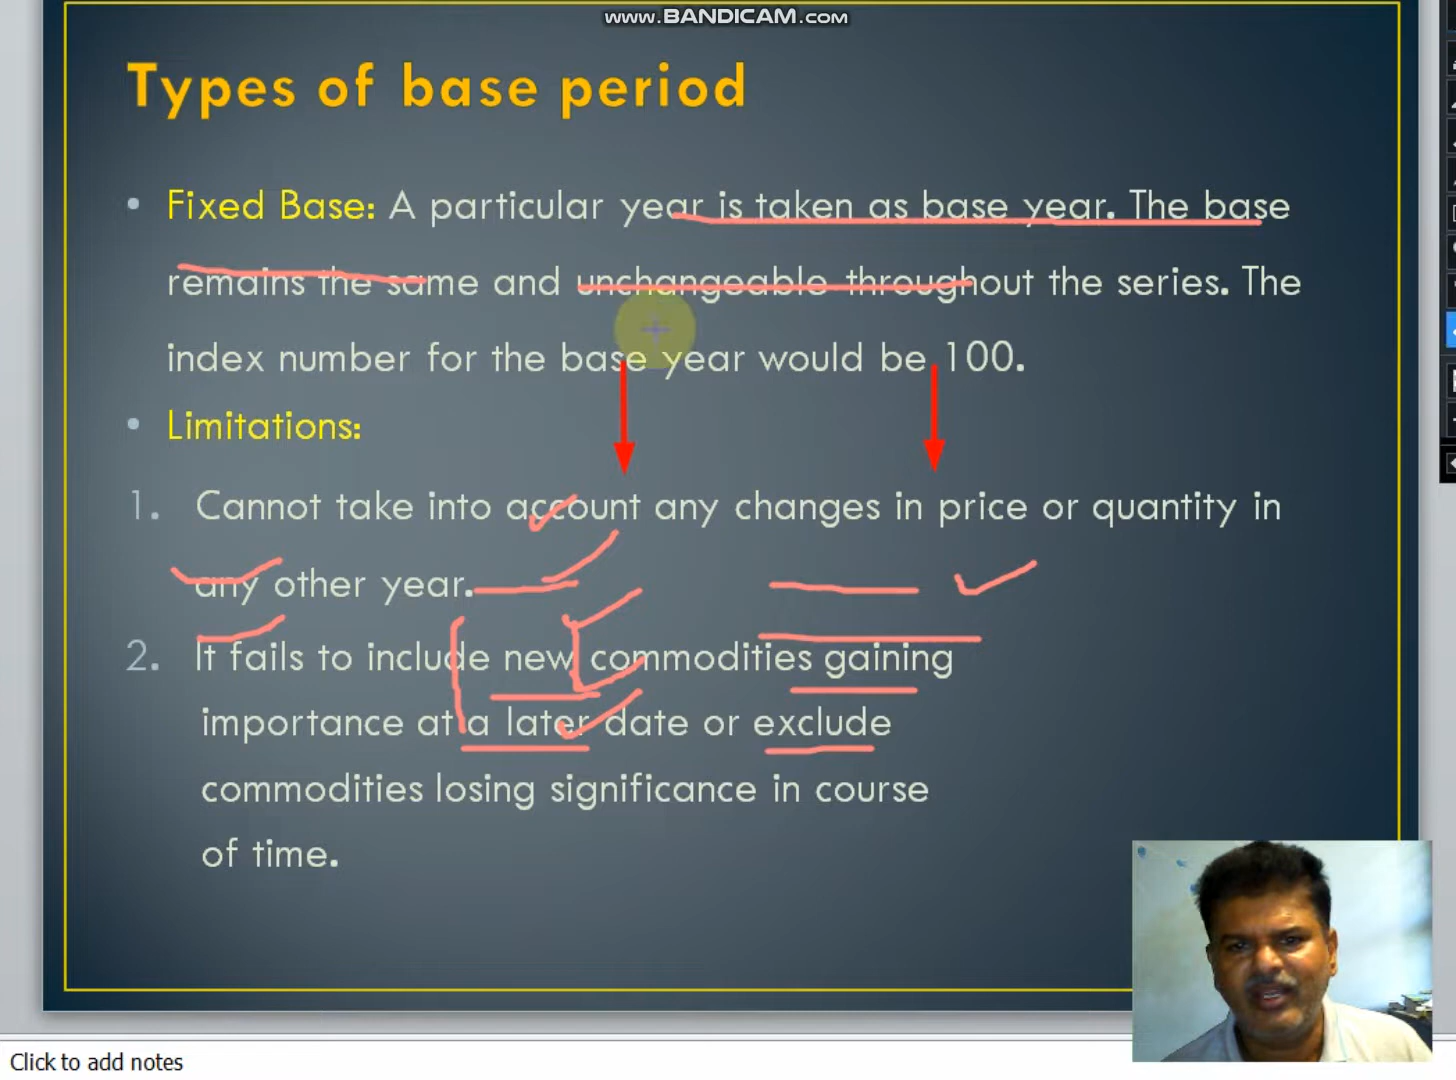 www.BANDICAM.com
Types of base period
• Fixed Base: A particular year is taken as base year. The base
remains the same and unchangeable throughout the series. The
index number for the base year would be 100.
• Limitations:
1. Cannot take into account any changes in price or quantity in
any other year.
2. It fails to include new commodities gaining
importance at a later date or exclude
commodities losing significance in course
of time.
Click to add notes